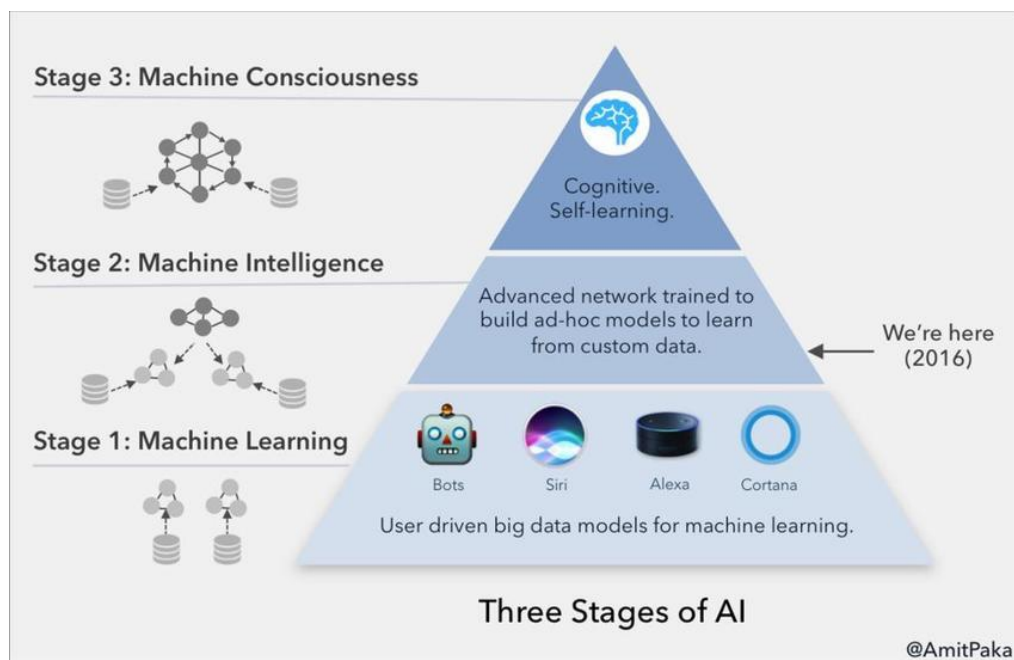 Stage 3: Machine Consciousness
Cognitive.
Self-learning.
Stage 2: Machine Intelligence
Advanced network trained to
build ad-hoc models to learn
from custom data.
We're here
(2016)
Stage 1: Machine Learning
Bots
Siri
Alexa
Cortana
User driven big data models for machine learning.
Three Stages of AI
@AmitPaka